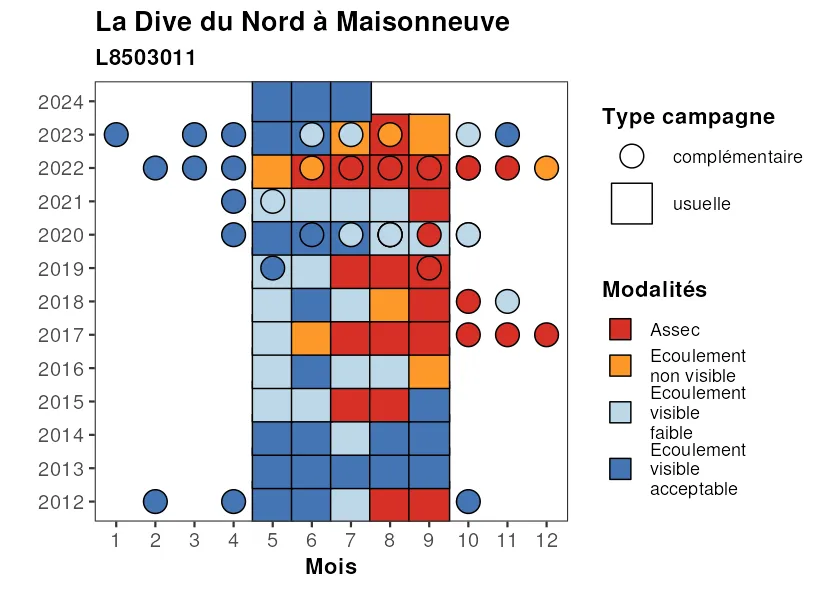 La Dive du Nord à Maisonneuve
L8503011
2024
2023
2022
2021
2020
2019
2018
2017
2016
2015
2014
2013
2012
1 2 3 4 5 6 7 8 9 10 11 12
Mois
Type campagne
complémentaire
usuelle
Modalités
Assec
Ecoulement
non visible
Ecoulement
visible
faible
Ecoulement
visible
acceptable